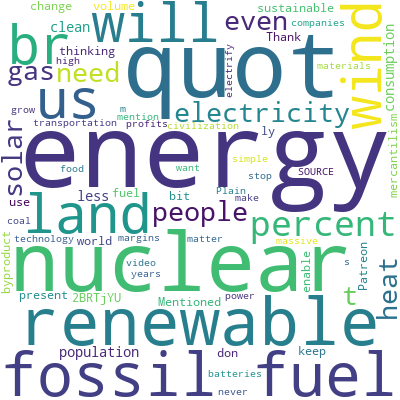 change volume sustainable
clean companies
br will quot even Thank wind
thinking
high materials
gas need electrify
us electricity consumption
grow m mention
transportation profits civilization ly
solar food want simple SOURCE mercantilism
energy
less fuel bit Plain stop
use make
land people percent
coal technology world margins matter massive
byproduct nuclear enable t s Patreon heat
video years
present 2BRTjYU Mentioned power
renewable
population don keep
batteries never
fossil fuel